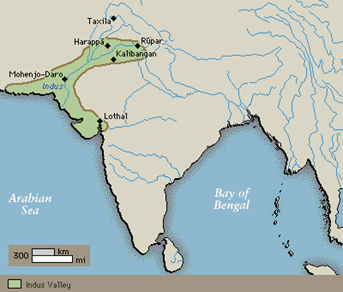 Taxila
Harappa
Rūpar
Kalibangan
Mohenjo-Daro
Indus
Lothal
Arabian
Sea
Bay of
Bengal
300
km
mi
Indus Valley